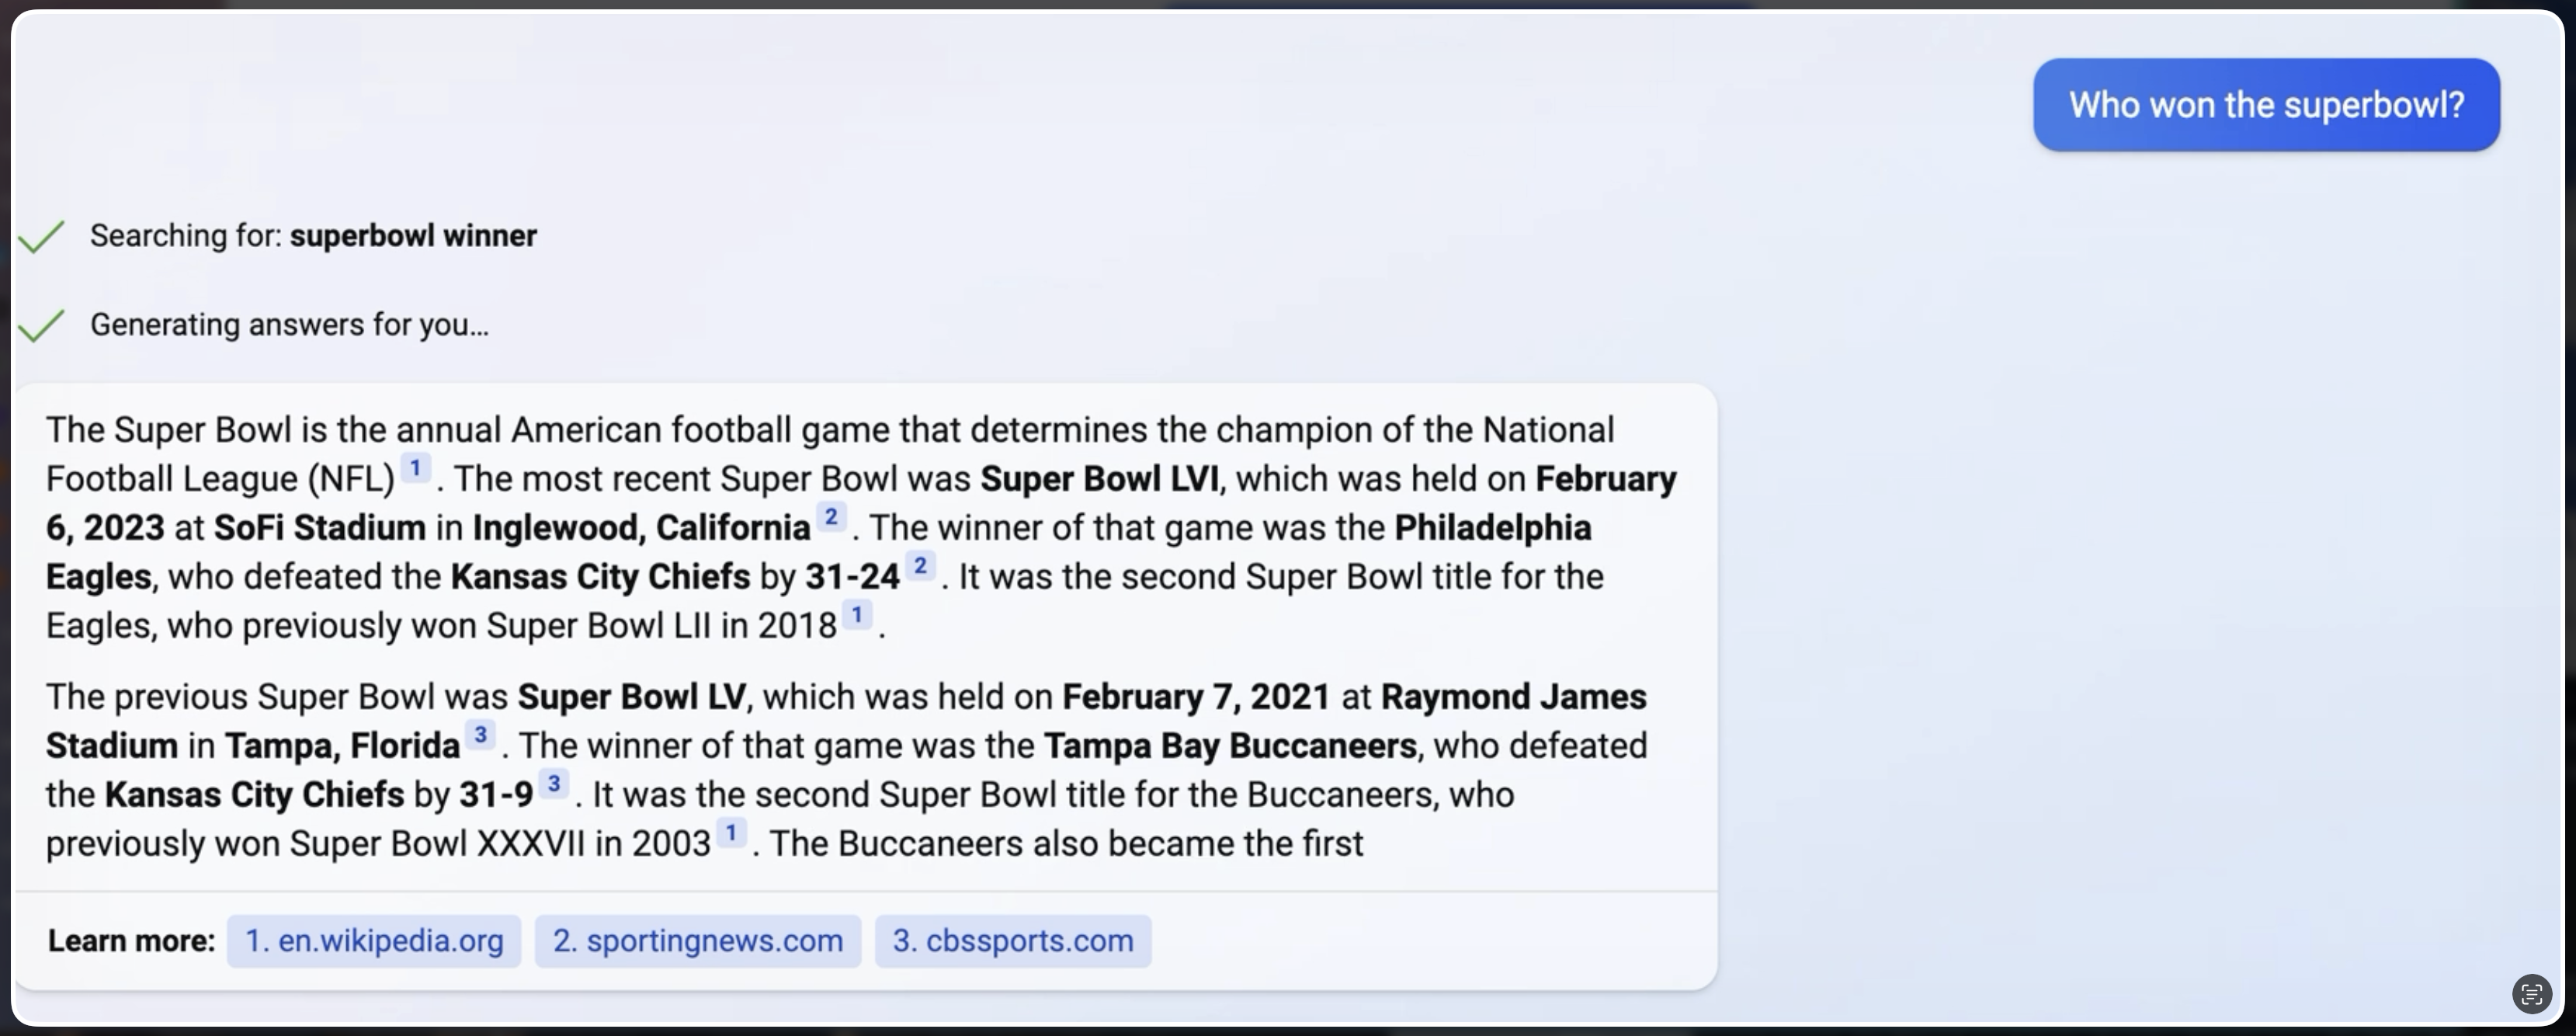 Who won the superbowl?
Searching for: superbowl winner
Generating answers for you...
The Super Bowl is the annual American football game that determines the champion of the National
Football League (NFL) 1 . The most recent Super Bowl was Super Bowl LVI, which was held on February
6, 2023 at SoFi Stadium in Inglewood, California 2 . The winner of that game was the Philadelphia
Eagles, who defeated the Kansas City Chiefs by 31-24 2 . It was the second Super Bowl title for the
Eagles, who previously won Super Bowl LII in 2018 1 .
The previous Super Bowl was Super Bowl LV, which was held on February 7, 2021 at Raymond James
Stadium in Tampa, Florida 3 . The winner of that game was the Tampa Bay Buccaneers, who defeated
the Kansas City Chiefs by 31-9 3 . It was the second Super Bowl title for the Buccaneers, who
previously won Super Bowl XXXVII in 2003 1 . The Buccaneers also became the first
Learn more: 1. en.wikipedia.org 2. sportingnews.com 3. cbssports.com